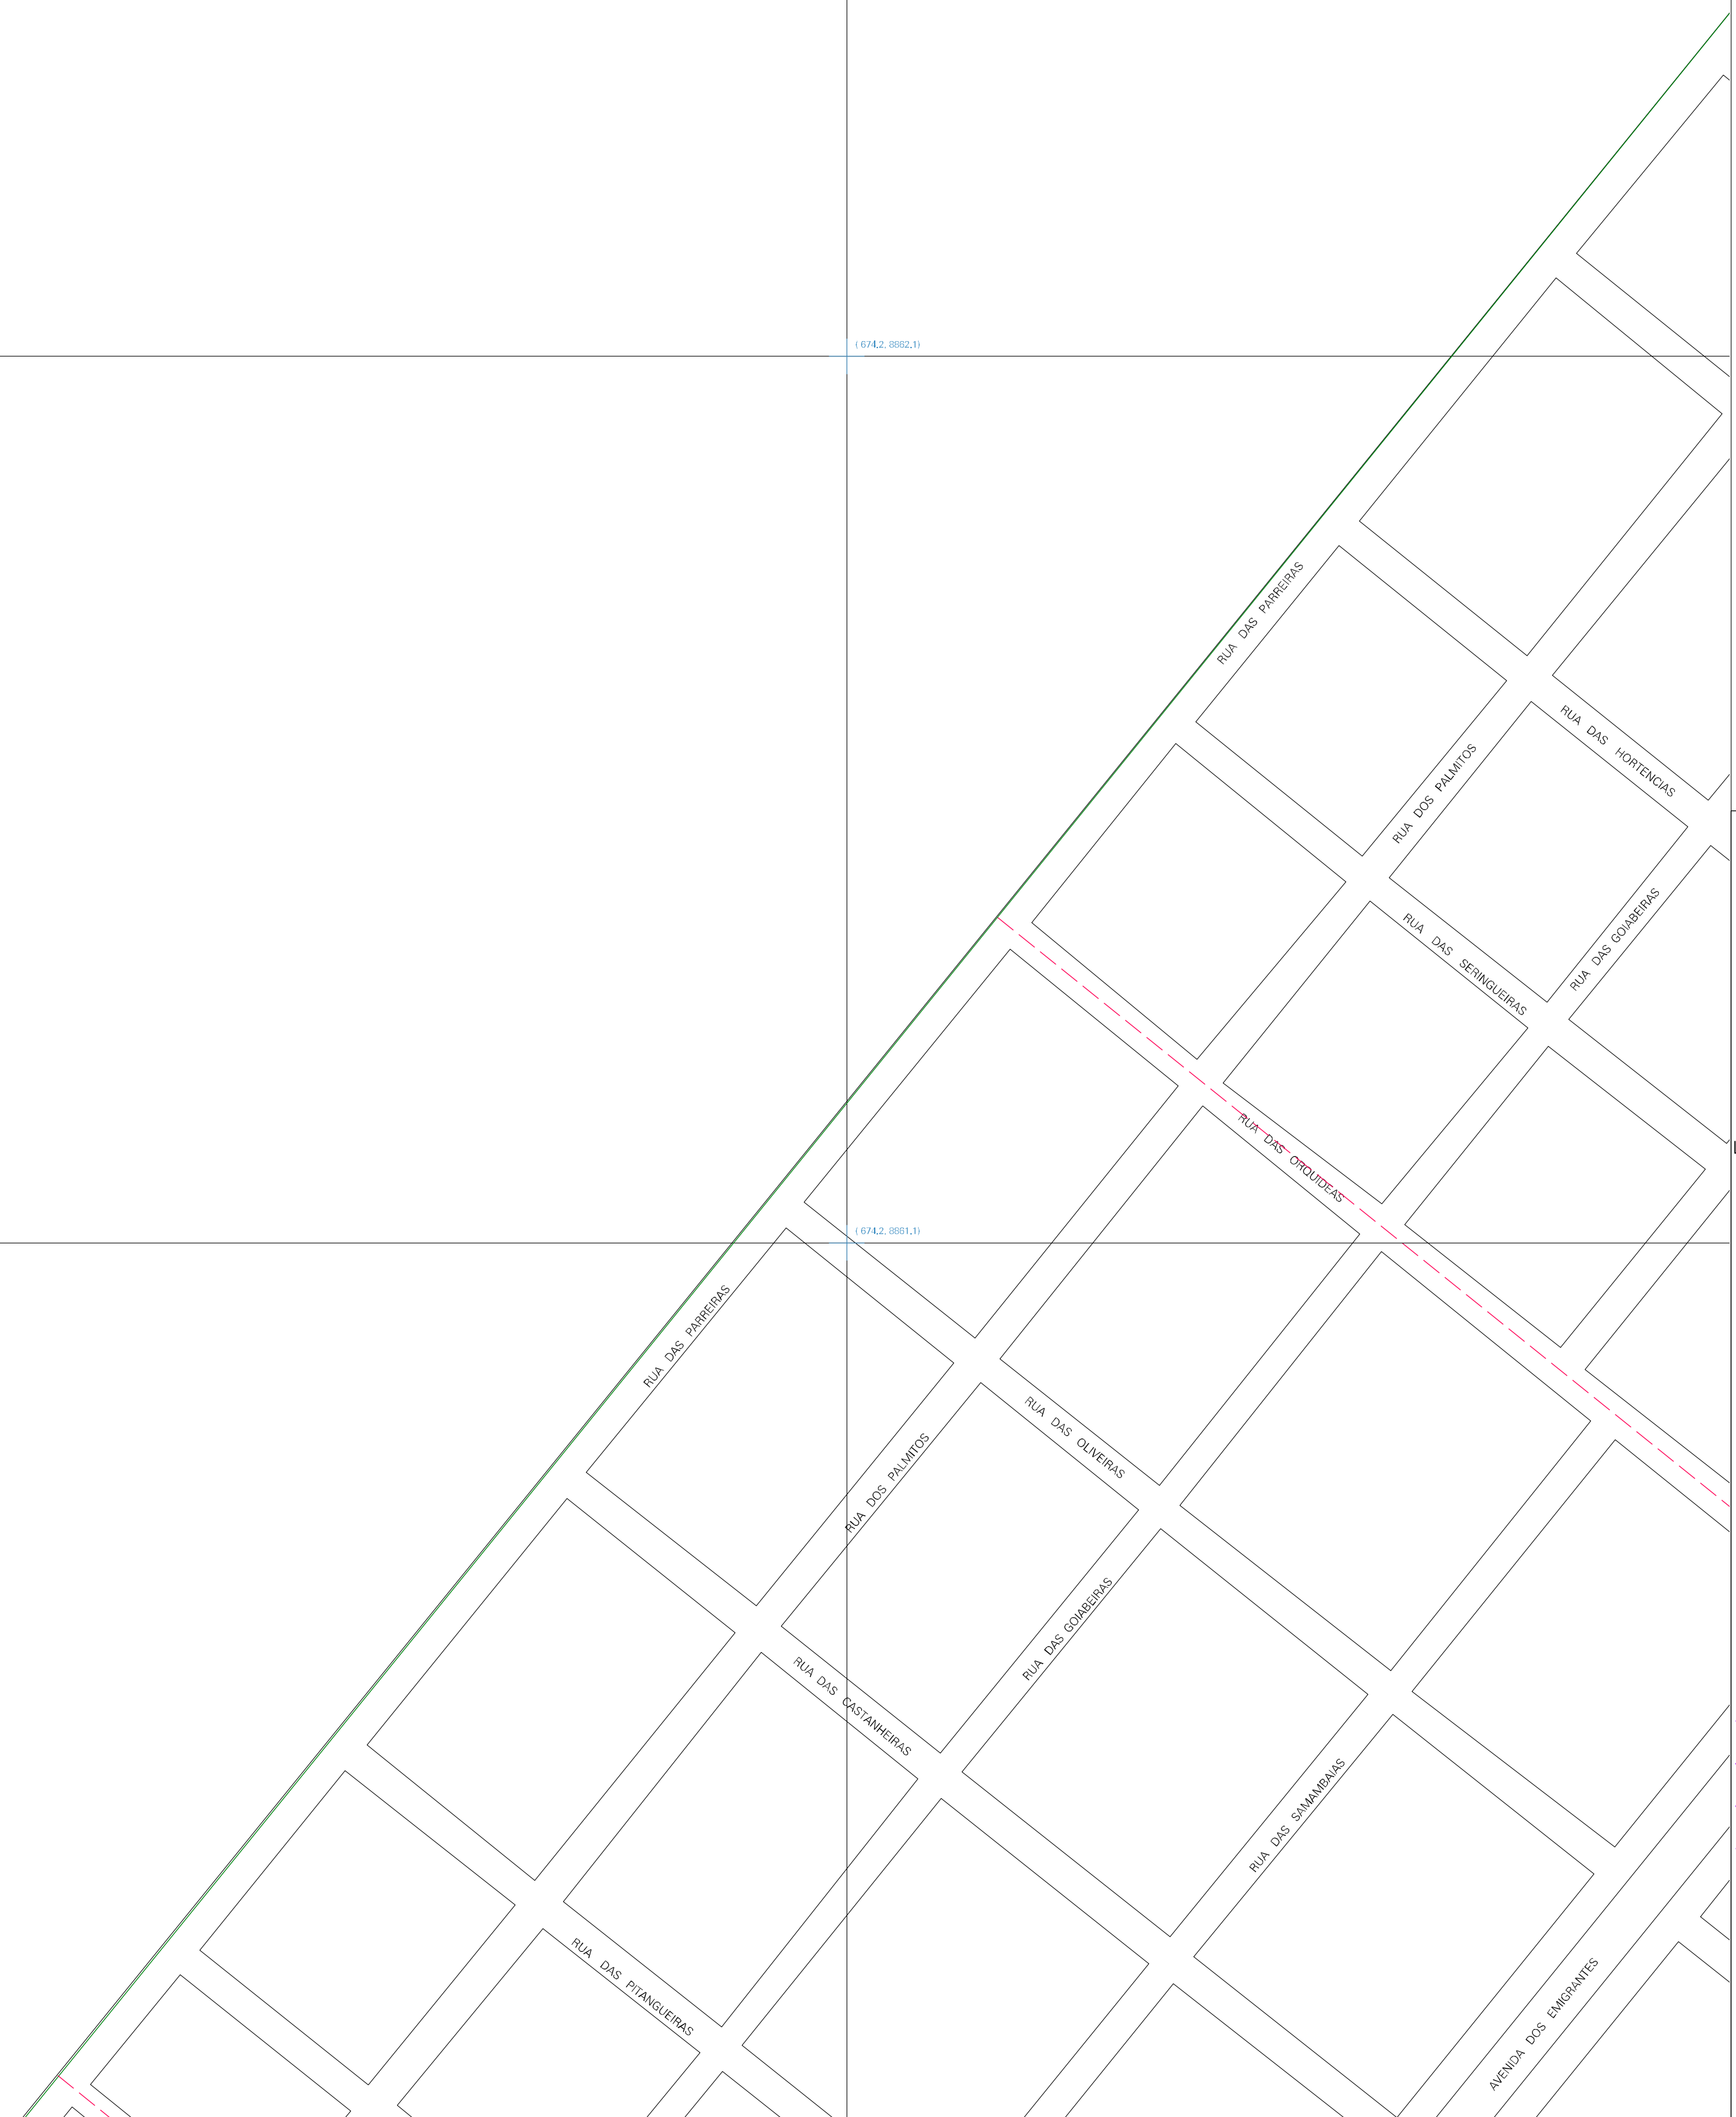 ( 674,2, 8882,1)
RUA DAS PARREIRAS
RUA DAS HORTENCIAS
RUA DOS PALMITOS
RUA DAS GOIABEIRAS
RUA DAS SERINGUEIRAS
RUA DAS ORQUIDEAS
( 674,2, 8881,1)
RUA DAS PARREIRAS
RUA DAS OLIVEIRAS
RUA DOS PALMITOS
RUA DAS GOIABEIRAS
RUA DAS CASTANHEIRAS
RUA DAS SAMAMBAIAS
RUA DAS PITANGUEIRAS
AVENIDA DOS EMIGRANTES